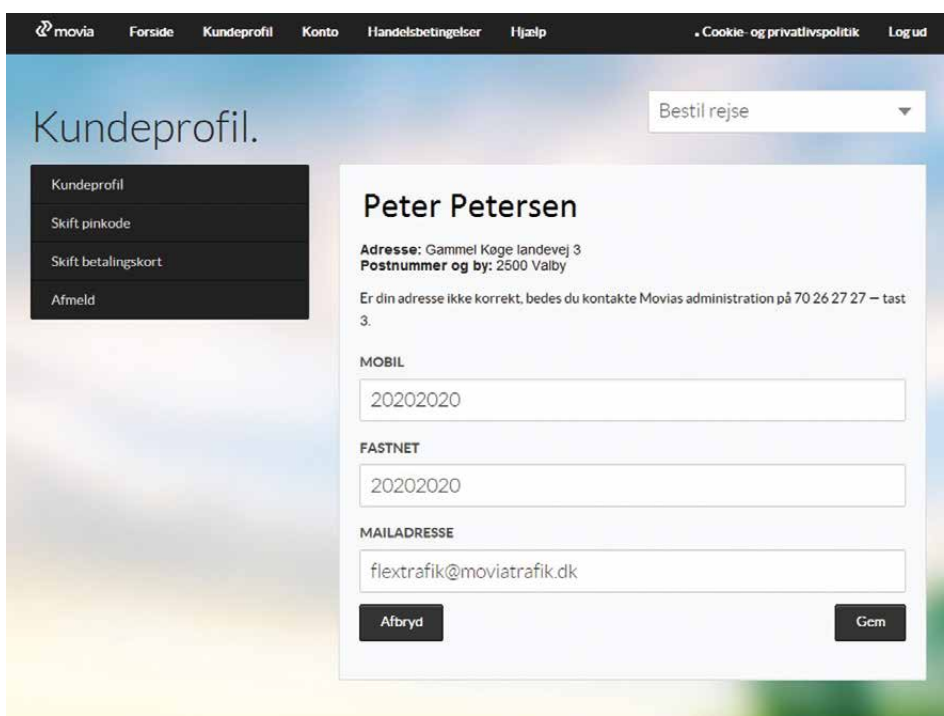 movia Forside Kundeprofil Konto Handelsbetingelser Hjælp . Cookie- og privatlivspolitik Log ud
Kundeprofil.
Bestil rejse
Kundeprofil
Skift pinkode
Skift betalingskort
Afmeld
Peter Petersen
Adresse: Gammel Køge landevej 3
Postnummer og by: 2500 Valby
Er din adresse ikke korrekt, bedes du kontakte Movias administration på 70 26 27 27 – tast
3.
MOBIL
20202020
FASTNET
20202020
MAILADRESSE
flextrafik@moviatrafik.dk
Afbryd Gem